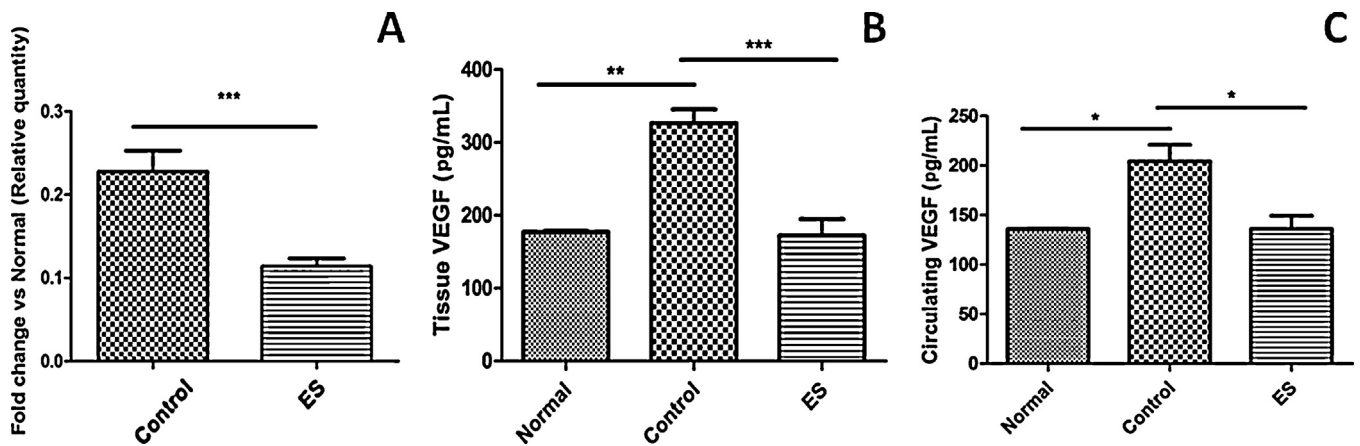 A
Fold change vs Normal (Relative quantity)
***
0.3
0.2
0.1
0.0
Control
ES
B
Tissue VEGF (pg/mL)
**
***
400
300
200
100
0
Normal
Control
ES
C
Circulating VEGF (pg/mL)
*
*
250
200
150
100
50
0
Normal
Control
ES